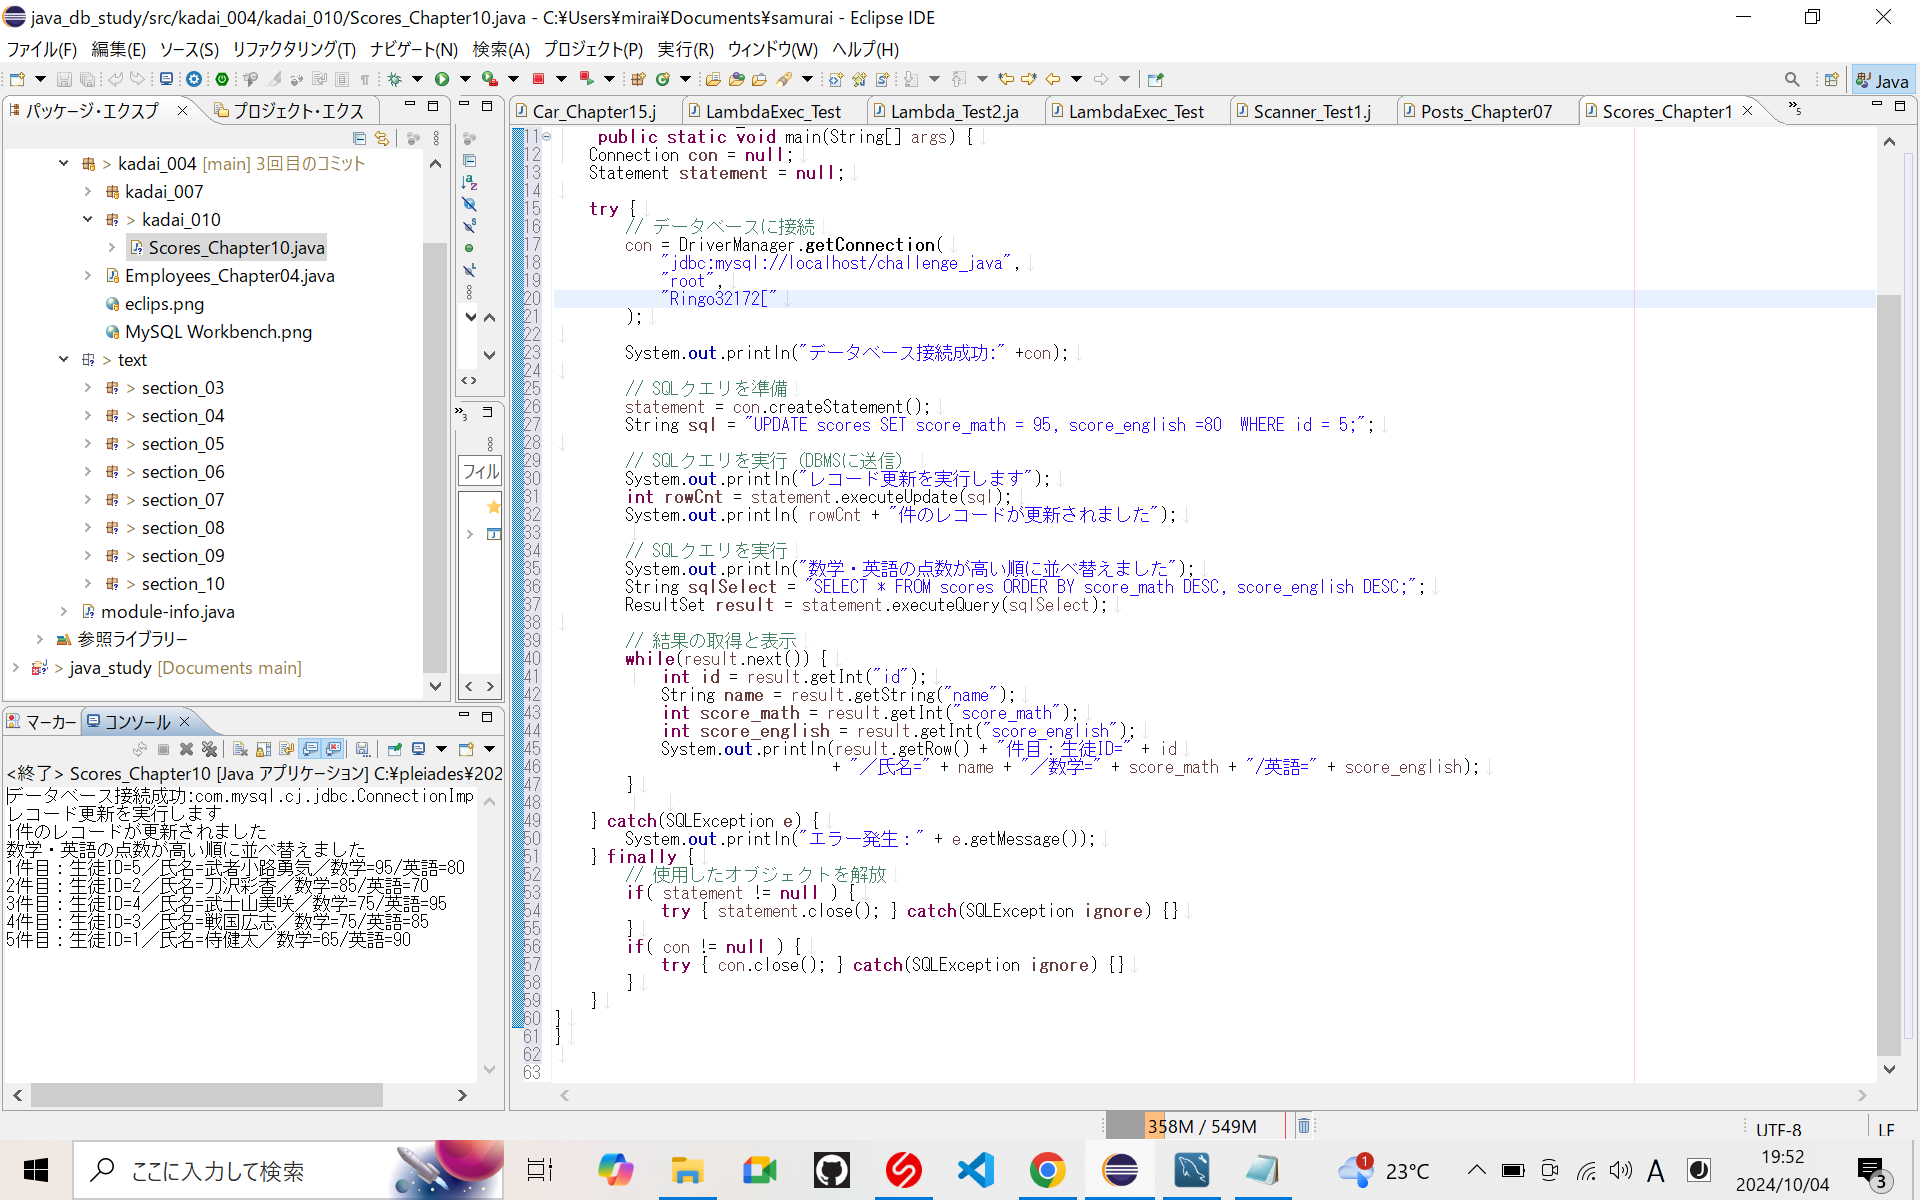 java_db_study/src/kadai_004/kadai_010/Scores_Chapter10.java - C:¥Users¥mirai¥Documents¥samurai - Eclipse IDE
ファイル(F) 編集(E) ソース(S) リファクタリング(T) ナビゲート(N) 検索(A) プロジェクト(P) 実行(R) ウィンドウ(W) ヘルプ(H)
Java
パッケージ・エクスプ
プロジェクト・エクス
> kadai_004 [main] 3回目のコミット
kadai_007
> kadai_010
Scores_Chapter10.java
Employees_Chapter04.java
eclips.png
MySQL Workbench.png
> text
> section_03
> section_04
> section_05
> section_06
> section_07
> section_08
> section_09
> section_10
module-info.java
参照ライブラリー
> java_study [Documents main]
フィル
Car_Chapter15.j
LambdaExec_Test
Lambda_Test2.ja
LambdaExec_Test
Scanner_Test1.j
Posts_Chapter07
Scores_Chapter1
»5
11 public static void main(String[] args) {
12 Connection con = null;
13 Statement statement = null;
14
15 try {
16 // データベースに接続
17 con = DriverManager.getConnection(
18 "jdbc:mysql://localhost/challenge_java",
19 "root",
20 "Ringo32172["
21 );
22
23 System.out.println("データベース接続成功:" +con);
24
25 // SQLクエリを準備
26 statement = con.createStatement();
27 String sql = "UPDATE scores SET score_math = 95, score_english =80  WHERE id = 5;";
28
29 // SQLクエリを実行（DBMSに送信）
30 System.out.println("レコード更新を実行します");
31 int rowCnt = statement.executeUpdate(sql);
32 System.out.println( rowCnt + "件のレコードが更新されました");
33
34 // SQLクエリを実行
35 System.out.println("数学・英語の点数が高い順に並べ替えました");
36 String sqlSelect = "SELECT * FROM scores ORDER BY score_math DESC, score_english DESC;";
37 ResultSet result = statement.executeQuery(sqlSelect);
38
39 // 結果の取得と表示
40 while(result.next()) {
41 int id = result.getInt("id");
42 String name = result.getString("name");
43 int score_math = result.getInt("score_math");
44 int score_english = result.getInt("score_english");
45 System.out.println(result.getRow() + "件目：生徒ID=" + id
46 + "／氏名=" + name + "／数学=" + score_math + "/英語=" + score_english);
47 }
48
49 } catch(SQLException e) {
50 System.out.println("エラー発生：" + e.getMessage());
51 } finally {
52 // 使用したオブジェクトを解放
53 if( statement != null ) {
54 try { statement.close(); } catch(SQLException ignore) {}
55 }
56 if( con != null ) {
57 try { con.close(); } catch(SQLException ignore) {}
58 }
59 }
60 }
61 }
62
63
マーカー
コンソール
<終了> Scores_Chapter10 [Java アプリケーション] C:¥pleiades¥202
データベース接続成功:com.mysql.cj.jdbc.ConnectionImp
レコード更新を実行します
1件のレコードが更新されました
数学・英語の点数が高い順に並べ替えました
1件目：生徒ID=5／氏名=武者小路勇気／数学=95/英語=80
2件目：生徒ID=2／氏名=刀沢彩香／数学=85/英語=70
3件目：生徒ID=4／氏名=武士山美咲／数学=75/英語=95
4件目：生徒ID=3／氏名=戦国広志／数学=75/英語=85
5件目：生徒ID=1／氏名=侍健太／数学=65/英語=90
358M / 549M
UTF-8
LF
ここに入力して検索
1
23°C
A
19:52
2024/10/04
3